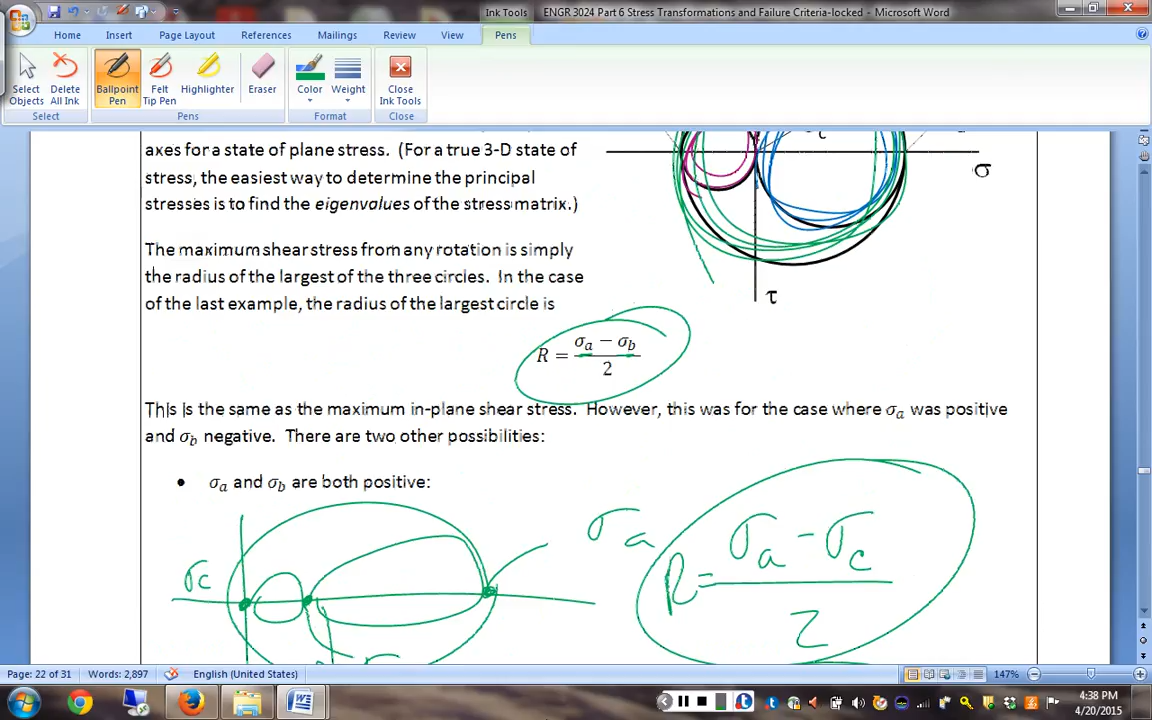 Ink Tools
ENGR 3024 Part 6 Stress Transformations and Failure Criteria-locked - Microsoft Word
Home Insert Page Layout References Mailings Review View Pens
Select Objects
Delete All Ink
Ballpoint Pen
Felt Tip Pen
Highlighter
Eraser
Color
Weight
Close Ink Tools
Select Pens Format Close
axes for a state of plane stress. (For a true 3-D state of
stress, the easiest way to determine the principal
stresses is to find the eigenvalues of the stress matrix.)
σ
The maximum shear stress from any rotation is simply
the radius of the largest of the three circles. In the case
of the last example, the radius of the largest circle is
τ
R = (σa − σb) / 2
This is the same as the maximum in-plane shear stress. However, this was for the case where σa was positive
and σb negative. There are two other possibilities:
• σa and σb are both positive:
σc
σa
R = (σa − σc) / 2
Page: 22 of 31 Words: 2,897 English (United States) 147%
4:38 PM
4/20/2015